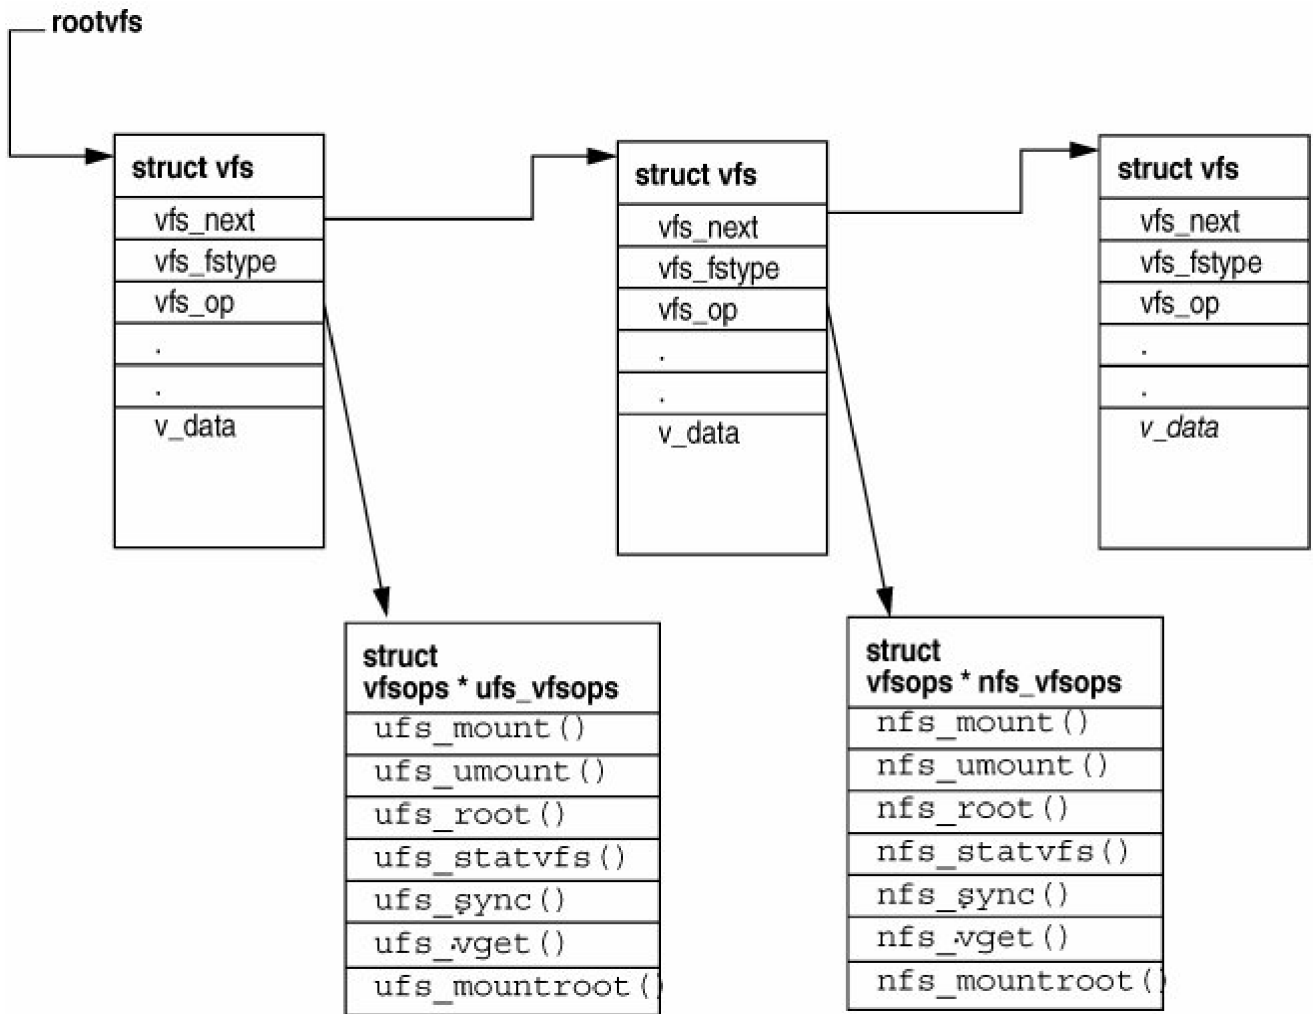 rootvfs
struct vfs
vfs_next
vfs_fstype
vfs_op
.
.
v_data
struct vfs
vfs_next
vfs_fstype
vfs_op
.
.
v_data
struct vfs
vfs_next
vfs_fstype
vfs_op
.
.
v_data
struct
vfsops * ufs_vfsops
ufs_mount()
ufs_umount()
ufs_root()
ufs_statvfs()
ufs_sync()
ufs_vget()
ufs_mountroot()
struct
vfsops * nfs_vfsops
nfs_mount()
nfs_umount()
nfs_root()
nfs_statvfs()
nfs_sync()
nfs_vget()
nfs_mountroot()